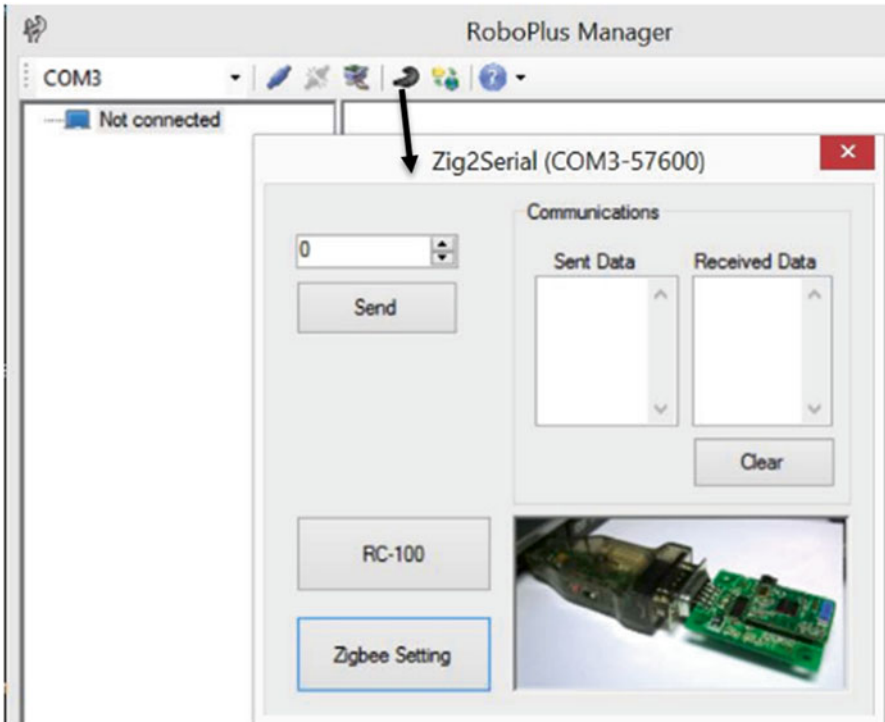 RoboPlus Manager
COM3
Not connected
Zig2Serial (COM3-57600)
Communications
0
Sent Data
Received Data
Send
Clear
RC-100
Zigbee Setting